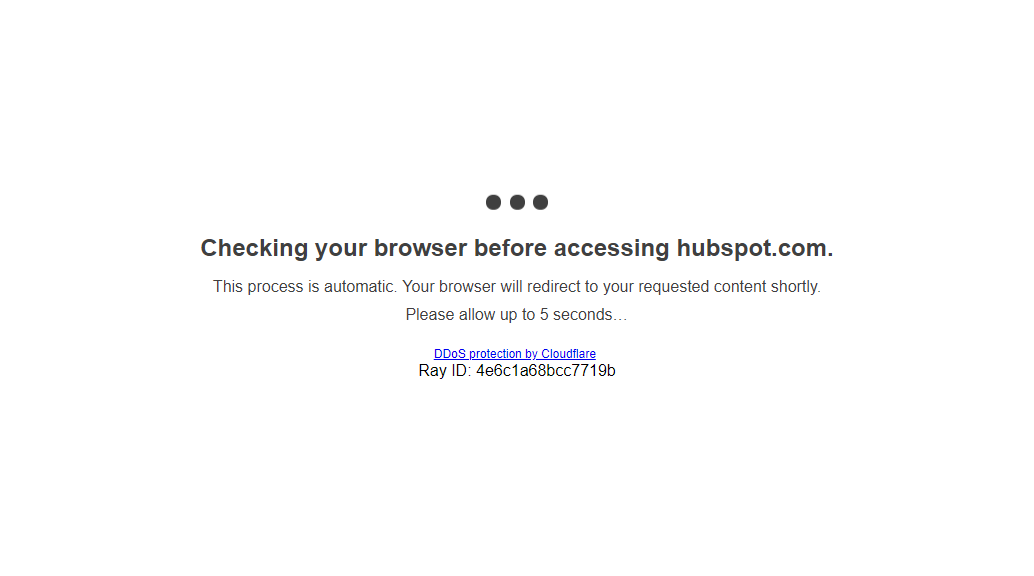 Checking your browser before accessing hubspot.com.
This process is automatic. Your browser will redirect to your requested content shortly.
Please allow up to 5 seconds…
DDoS protection by Cloudflare
Ray ID: 4e6c1a68bcc7719b